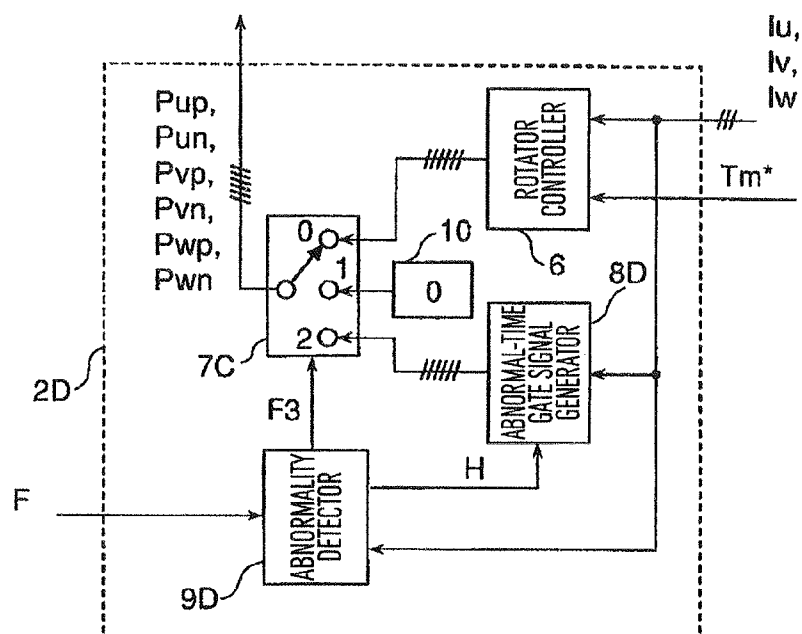 Iu,
Iv,
Iw
Pup,
Pun,
Pvp,
Pvn,
Pwp,
Pwn
ROTATOR
CONTROLLER
Tm*
6
0
1
2
10
0
7C
8D
ABNORMAL-TIME
GATE SIGNAL
GENERATOR
2D
F3
H
F
ABNORMALITY
DETECTOR
9D